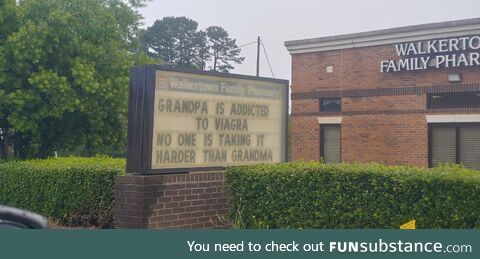 Walkertown Family Pharmacy
GRANDPA IS ADDICTED
TO VIAGRA
NO ONE IS TAKING IT
HARDER THAN GRANDMA
WALKERTO
FAMILY PHAR
You need to check out FUNsubstance.com